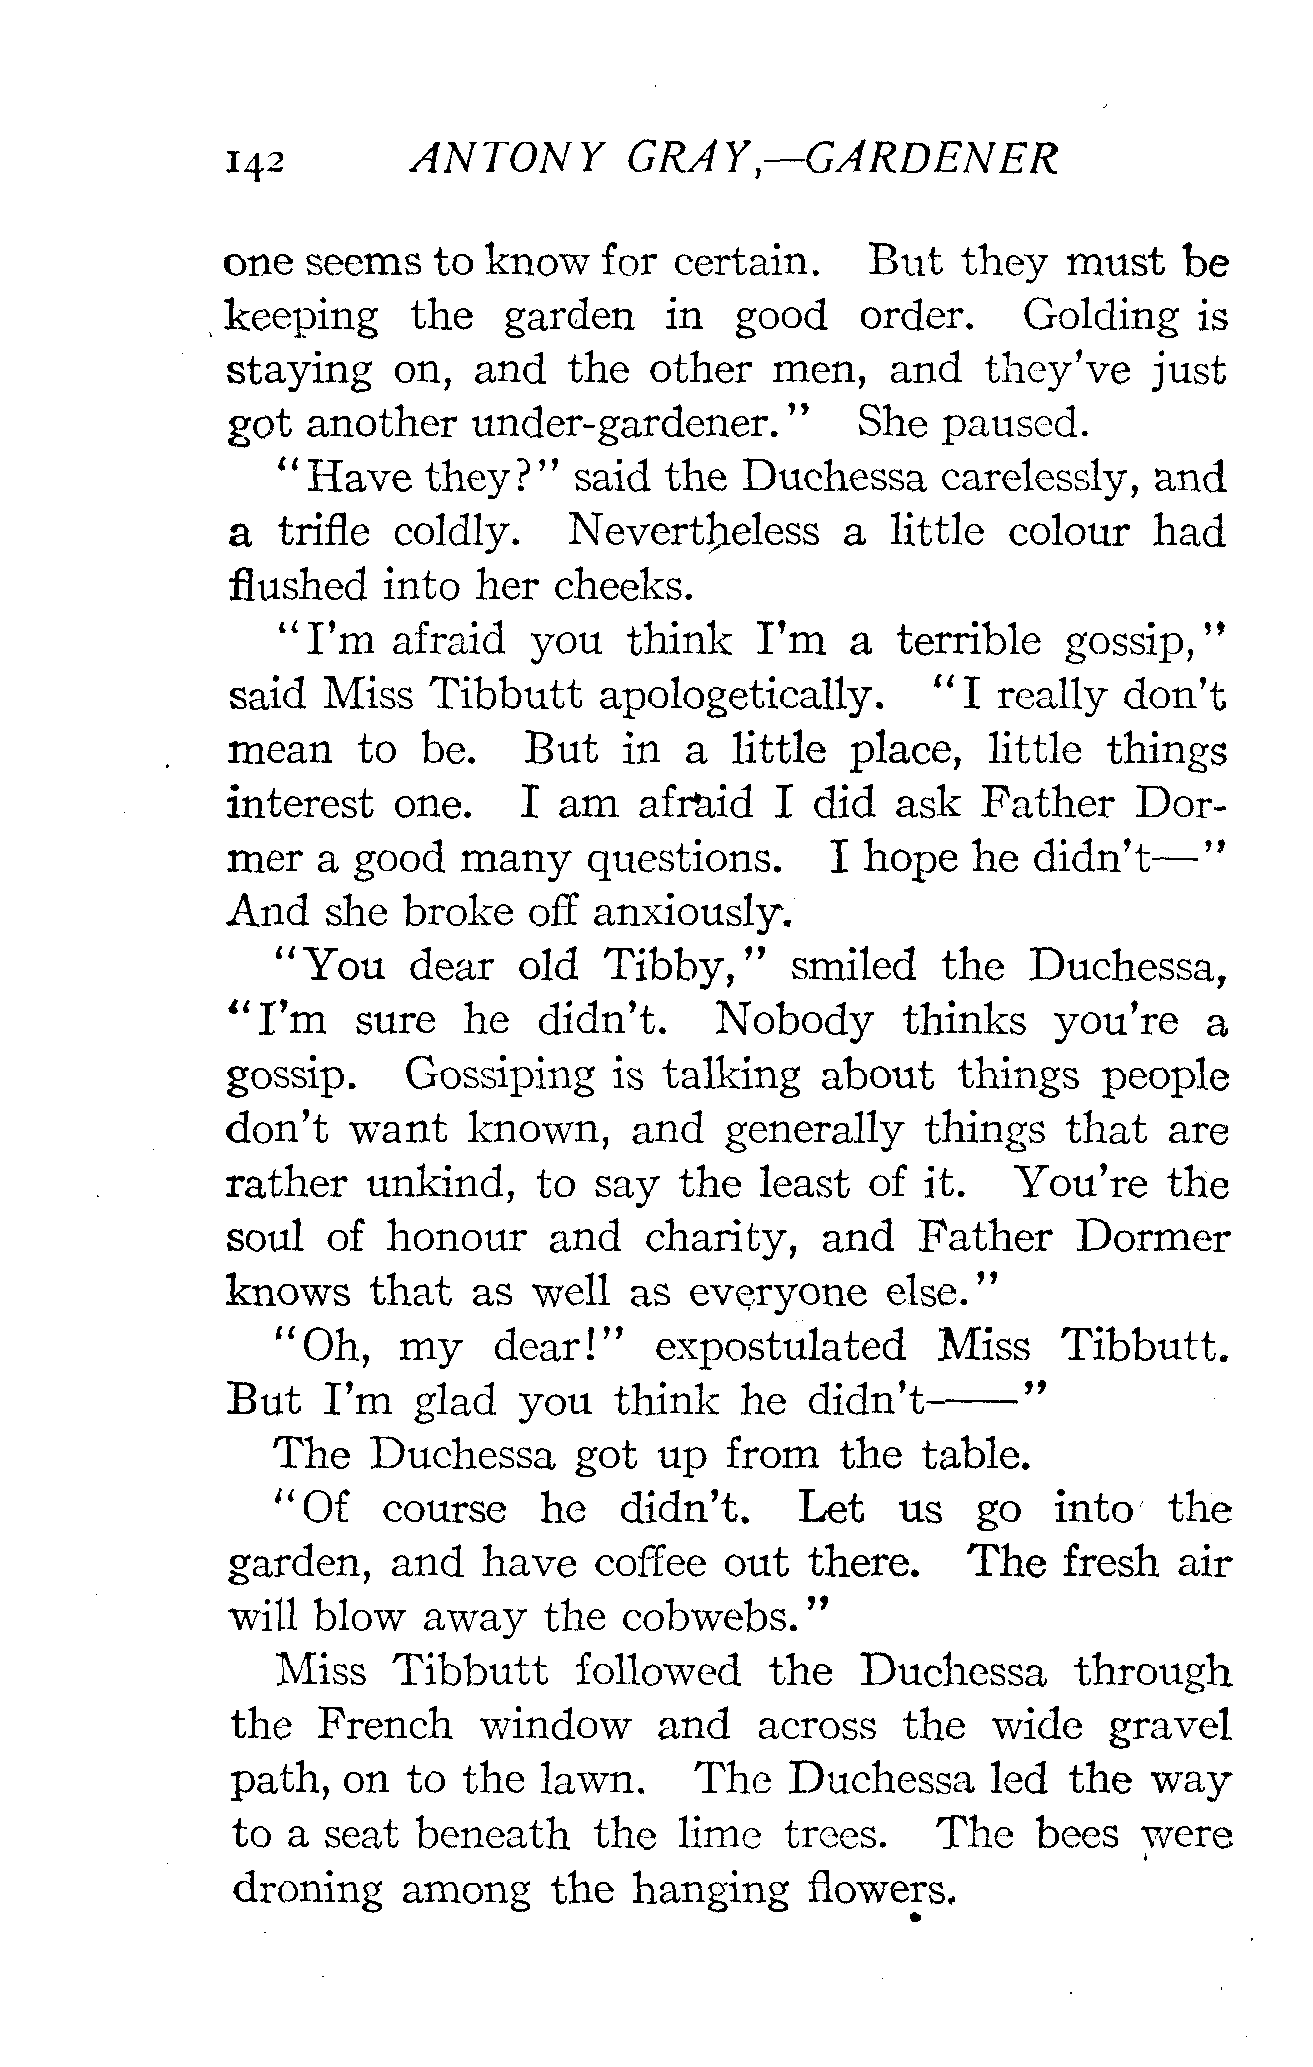 142 ANTONY GRAY,—GARDENER
one seems to know for certain. But they must be
keeping the garden in good order. Golding is
staying on, and the other men, and they've just
got another under-gardener." She paused.
"Have they?" said the Duchessa carelessly, and
a trifle coldly. Nevertheless a little colour had
flushed into her cheeks.
"I'm afraid you think I'm a terrible gossip,"
said Miss Tibbutt apologetically. "I really don't
mean to be. But in a little place, little things
interest one. I am afraid I did ask Father Dor-
mer a good many questions. I hope he didn't—"
And she broke off anxiously.
"You dear old Tibby," smiled the Duchessa,
"I'm sure he didn't. Nobody thinks you're a
gossip. Gossiping is talking about things people
don't want known, and generally things that are
rather unkind, to say the least of it. You're the
soul of honour and charity, and Father Dormer
knows that as well as everyone else."
"Oh, my dear!" expostulated Miss Tibbutt.
But I'm glad you think he didn't——"
The Duchessa got up from the table.
"Of course he didn't. Let us go into the
garden, and have coffee out there. The fresh air
will blow away the cobwebs."
Miss Tibbutt followed the Duchessa through
the French window and across the wide gravel
path, on to the lawn. The Duchessa led the way
to a seat beneath the lime trees. The bees were
droning among the hanging flowers.